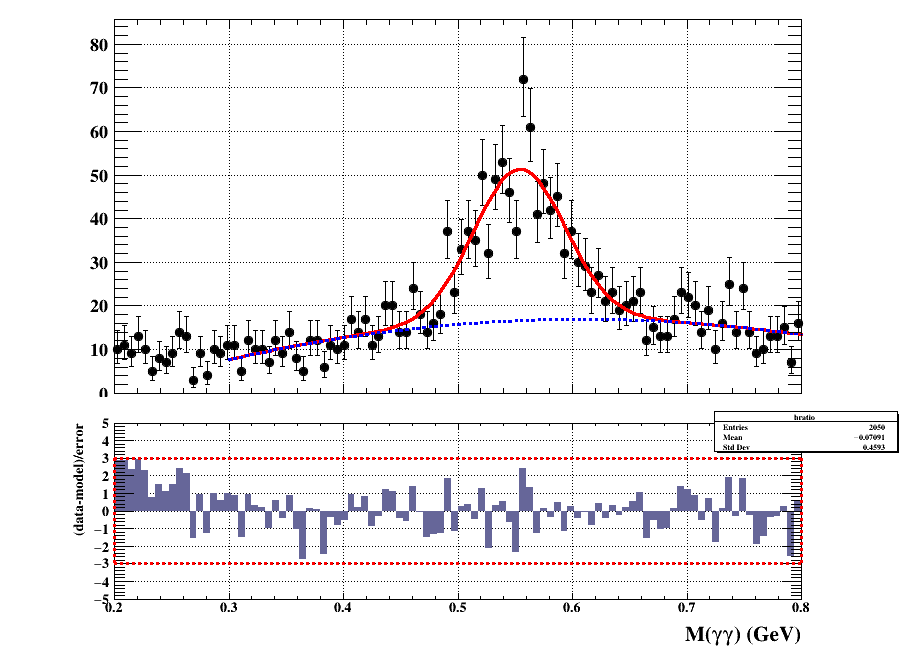 80
70
60
50
40
30
20
10
0
hratio
Entries 2050
Mean −0.07091
Std Dev 0.4593
(data-model)/error
5
4
3
2
1
0
−1
−2
−3
−4
−5
0.2 0.3 0.4 0.5 0.6 0.7 0.8
M(γγ) (GeV)